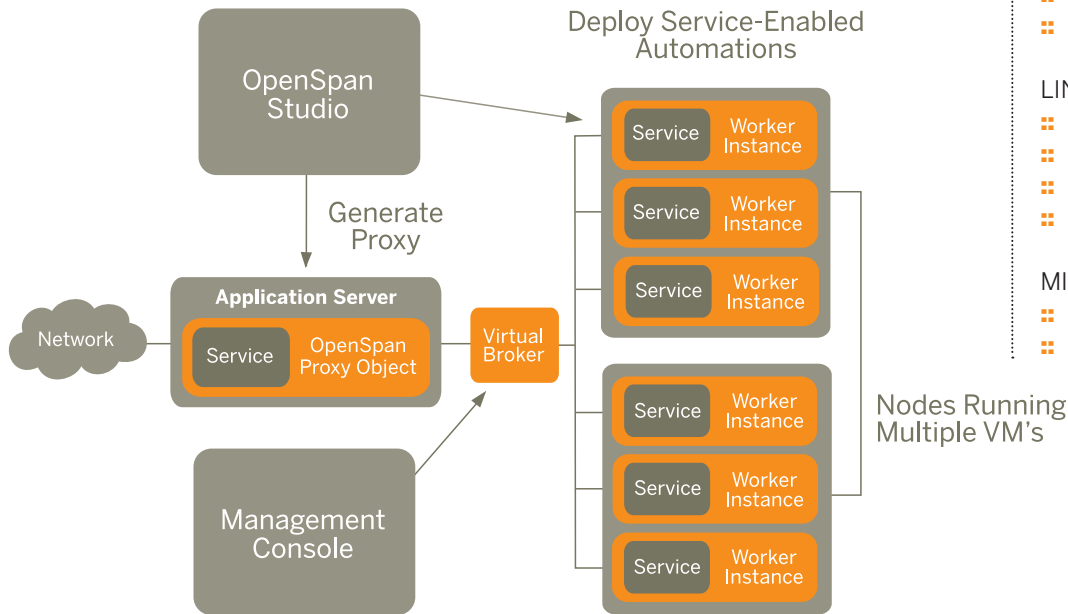 Deploy Service-Enabled
Automations
OpenSpan
Studio
Service
Worker
Instance
Service
Worker
Instance
Service
Worker
Instance
Generate
Proxy
Application Server
Network
Service
OpenSpan
Proxy Object
Virtual
Broker
Service
Worker
Instance
Service
Worker
Instance
Service
Worker
Instance
Nodes Running
Multiple VM's
Management
Console